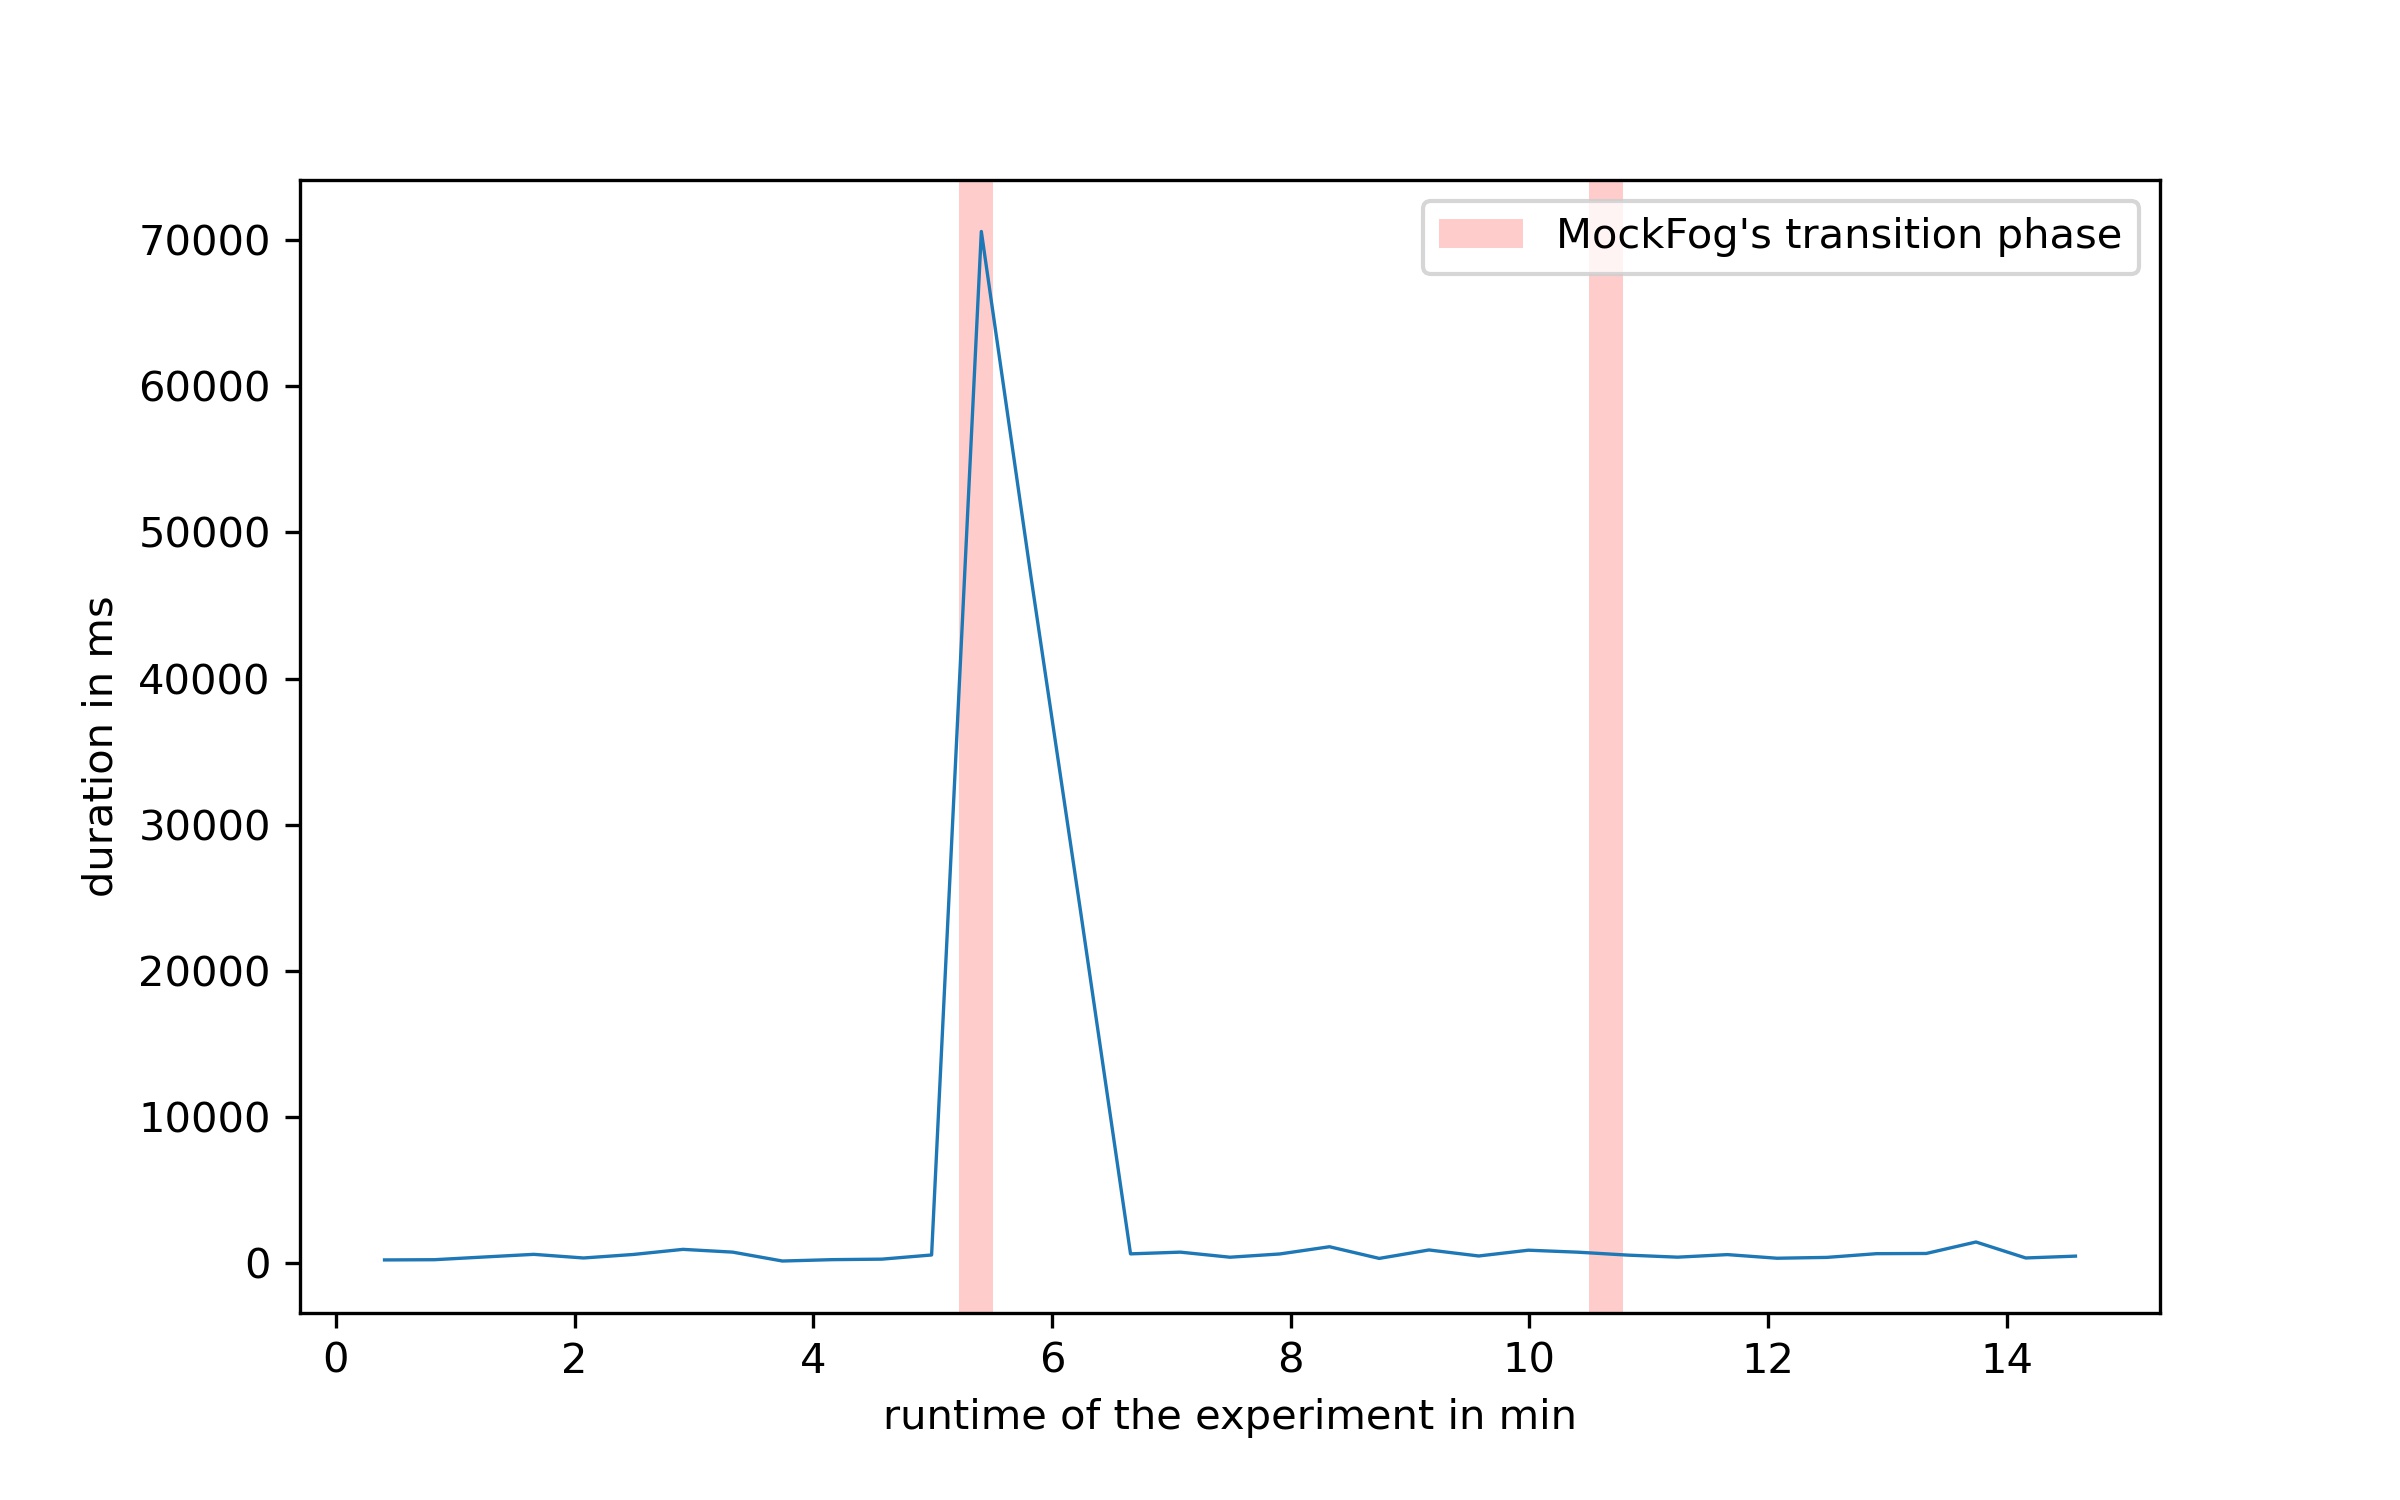 MockFog's transition phase
70000
60000
50000
40000
30000
20000
10000
0
duration in ms
0 2 4 6 8 10 12 14
runtime of the experiment in min